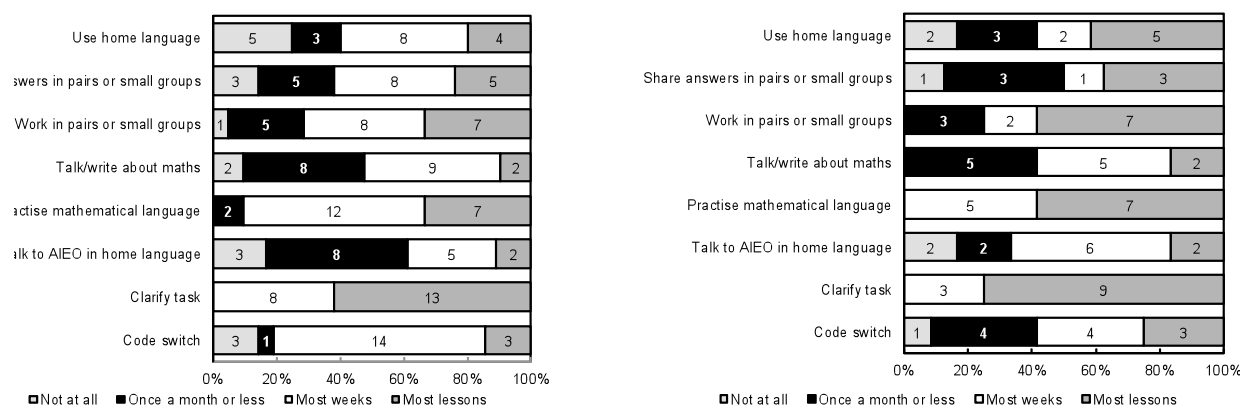 Use home language
5 3 8 4
swers in pairs or small groups
3 5 8 5
Work in pairs or small groups
1 5 8 7
Talk/write about maths
2 8 9 2
actise mathematical language
2 12 7
alk to AIEO in home language
3 8 5 2
Clarify task
8 13
Code switch
3 1 14 3
0% 20% 40% 60% 80% 100%
Not at all Once a month or less Most weeks Most lessons
Use home language
2 3 2 5
Share answers in pairs or small groups
1 3 1 3
Work in pairs or small groups
3 2 7
Talk/write about maths
5 5 2
Practise mathematical language
5 7
Talk to AIEO in home language
2 2 6 2
Clarify task
3 9
Code switch
1 4 4 3
0% 20% 40% 60% 80% 100%
Not at all Once a month or less Most weeks Most lessons